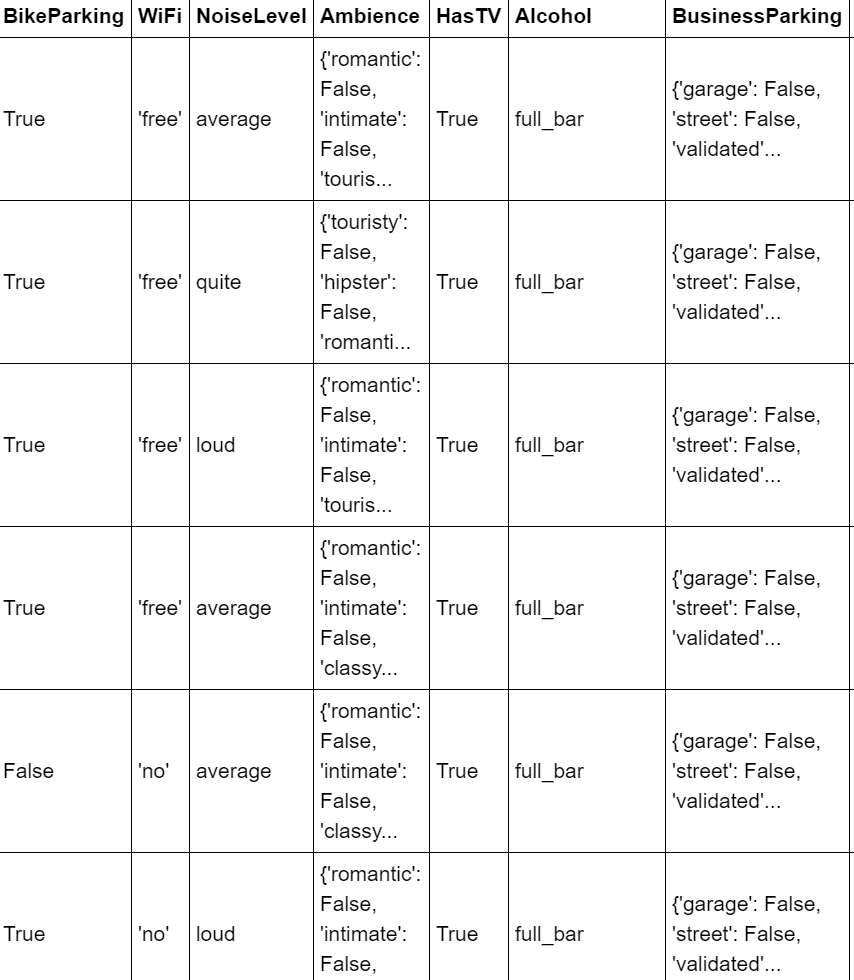 BikeParking WiFi NoiseLevel Ambience HasTV Alcohol BusinessParking
True 'free' average {'romantic': False, 'intimate': False, 'touris... True full_bar {'garage': False, 'street': False, 'validated'...
True 'free' quite {'touristy': False, 'hipster': False, 'romanti... True full_bar {'garage': False, 'street': False, 'validated'...
True 'free' loud {'romantic': False, 'intimate': False, 'touris... True full_bar {'garage': False, 'street': False, 'validated'...
True 'free' average {'romantic': False, 'intimate': False, 'classy... True full_bar {'garage': False, 'street': False, 'validated'...
False 'no' average {'romantic': False, 'intimate': False, 'classy... True full_bar {'garage': False, 'street': False, 'validated'...
True 'no' loud {'romantic': False, 'intimate': False, True full_bar {'garage': False, 'street': False, 'validated'...